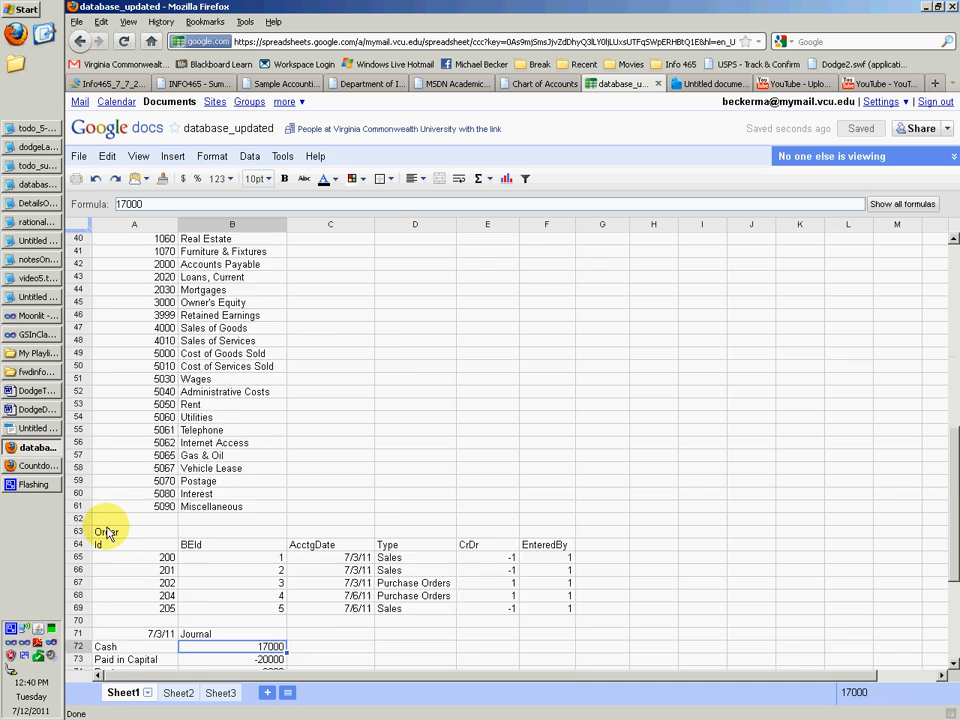 Start
database_updated - Mozilla Firefox
File Edit View History Bookmarks Tools Help
google.com
Google
Virginia Commonwealth... Blackboard Learn Workspace Login Windows Live Hotmail Michael Becker Break Recent Movies Info 465 USPS - Track & Confirm Dodge2.swf (applicati...
Info465_7_7_2... INFO465 - Sum... Sample Accountin... Department of I... MSDN Academic... Chart of Accounts database_u... Untitled docume... YouTube - Uplo... YouTube - YouT...
Mail Calendar Documents Sites Groups more beckerma@mymail.vcu.edu Settings Sign out
Google docs database_updated People at Virginia Commonwealth University with the link Saved seconds ago Saved Share
File Edit View Insert Format Data Tools Help No one else is viewing
$ % 123 10pt B Abc A Σ
Formula: 17000 Show all formulas
A B C D E F G H I J K L M
40 1060 Real Estate
41 1070 Furniture & Fixtures
42 2000 Accounts Payable
43 2020 Loans, Current
44 2030 Mortgages
45 3000 Owner's Equity
46 3999 Retained Earnings
47 4000 Sales of Goods
48 4010 Sales of Services
49 5000 Cost of Goods Sold
50 5010 Cost of Services Sold
51 5030 Wages
52 5040 Administrative Costs
53 5050 Rent
54 5060 Utilities
55 5061 Telephone
56 5062 Internet Access
57 5065 Gas & Oil
58 5067 Vehicle Lease
59 5070 Postage
60 5080 Interest
61 5090 Miscellaneous
62
63 Order
64 Id BEId AcctgDate Type CrDr EnteredBy
65 200 1 7/3/11 Sales -1 1
66 201 2 7/3/11 Sales -1 1
67 202 3 7/3/11 Purchase Orders 1 1
68 204 4 7/6/11 Purchase Orders 1 1
69 205 5 7/6/11 Sales -1 1
70
71 7/3/11 Journal
72 Cash 17000
73 Paid in Capital -20000
Sheet1 Sheet2 Sheet3 17000
Done
todo_5-...
dodgeLa...
todo_su...
databas...
DetailsO...
rational...
Untitled ...
notesOn...
video5.t...
Untitled ...
Moonlit -...
GSInCla...
My Playli...
fwdinfo...
DodgeT...
DodgeD...
Untitled ...
databa...
Countdo...
Flashing
12:40 PM
Tuesday
7/12/2011